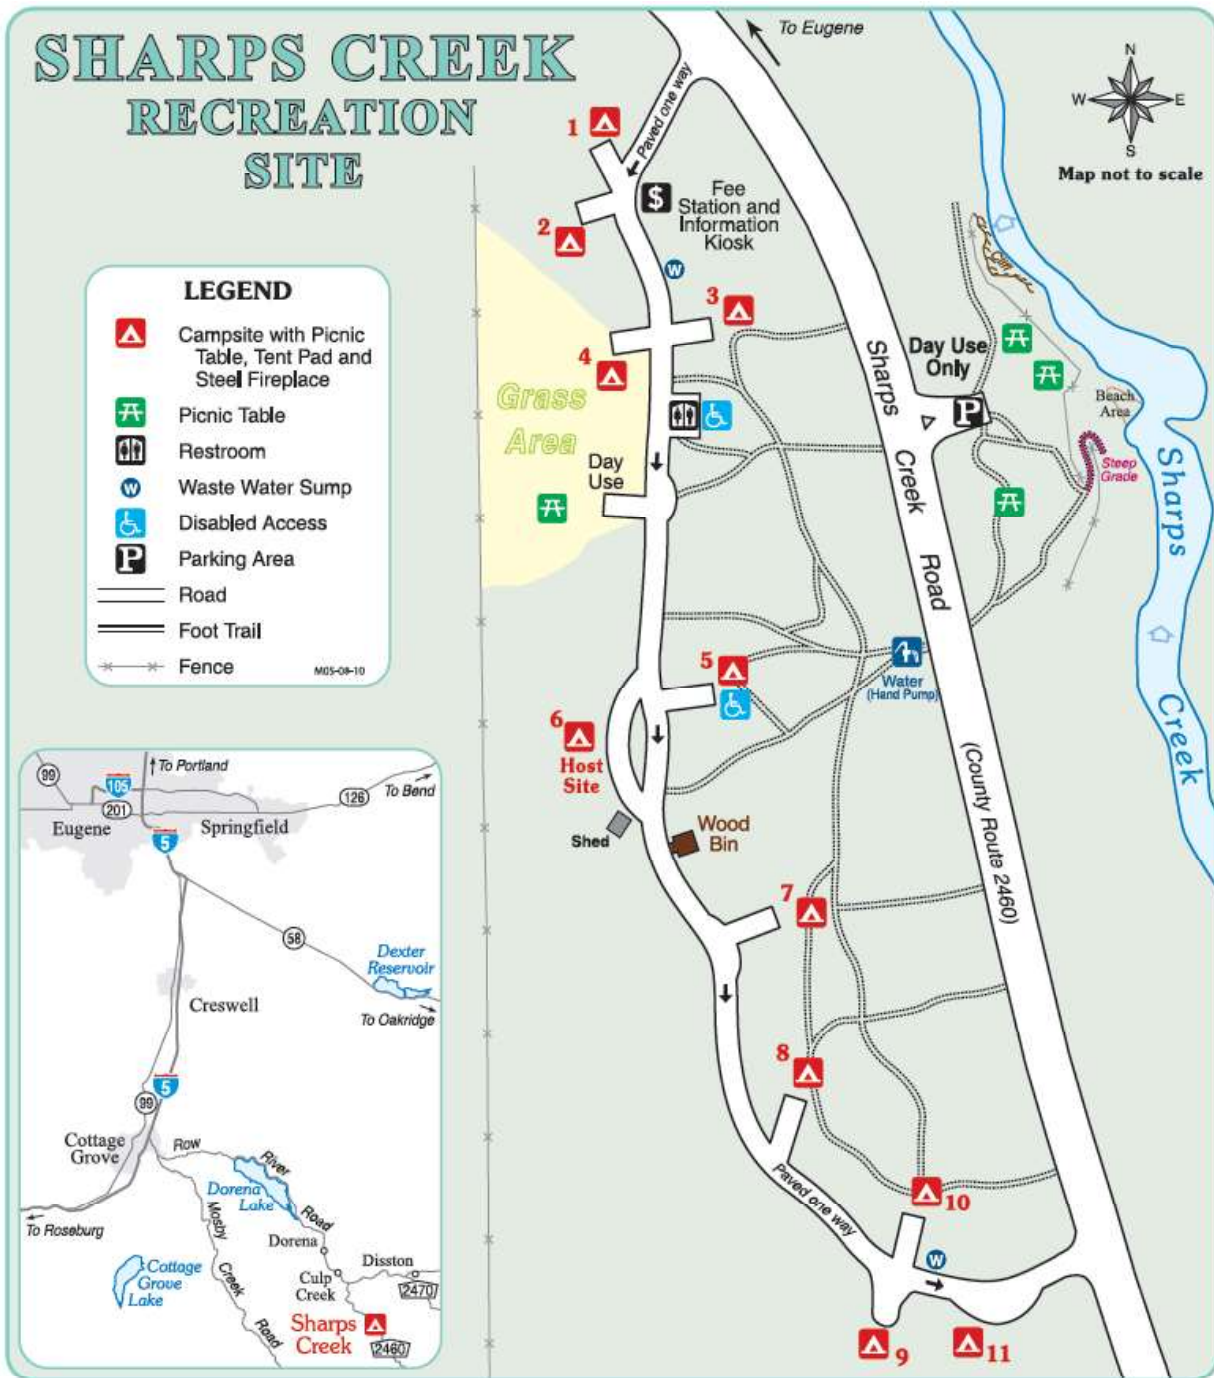 SHARPS CREEK
RECREATION
SITE
To Eugene
N
W
E
S
Map not to scale
Paved one way
1
$
Fee
Station and
Information
Kiosk
2
W
3
4
Grass
Area
Day
Use
Sharps
Creek
Road
(County Route 2460)
Day Use
Only
P
Cliff
Beach
Area
Steep
Grade
Sharps
Creek
5
Water
(Hand Pump)
6
Host
Site
Shed
Wood
Bin
7
8
Paved one way
10
W
9
11
LEGEND
Campsite with Picnic
Table, Tent Pad and
Steel Fireplace
Picnic Table
Restroom
W
Waste Water Sump
Disabled Access
P
Parking Area
Road
Foot Trail
Fence
MGS-08-10
99
To Portland
105
201
126
To Bend
Eugene
Springfield
5
58
Dexter
Reservoir
Creswell
To Oakridge
5
99
Cottage
Grove
Row
River
Road
Dorena
Lake
To Roseburg
Mosby
Creek
Road
Dorena
Disston
Cottage
Grove
Lake
Culp
Creek
2470
Sharps
Creek
2460